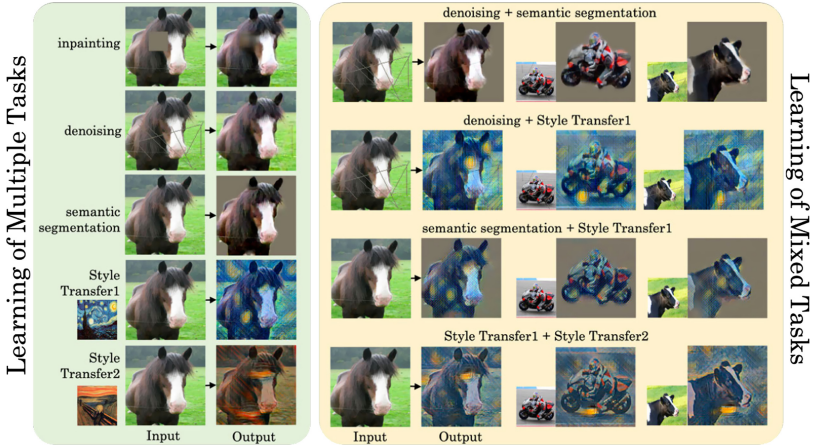 Learning of Multiple Tasks
inpainting
denoising
semantic
segmentation
Style
Transfer1
Style
Transfer2
Input
Output
denoising + semantic segmentation
denoising + Style Transfer1
semantic segmentation + Style Transfer1
Style Transfer1 + Style Transfer2
Input
Output
Learning of Mixed Tasks